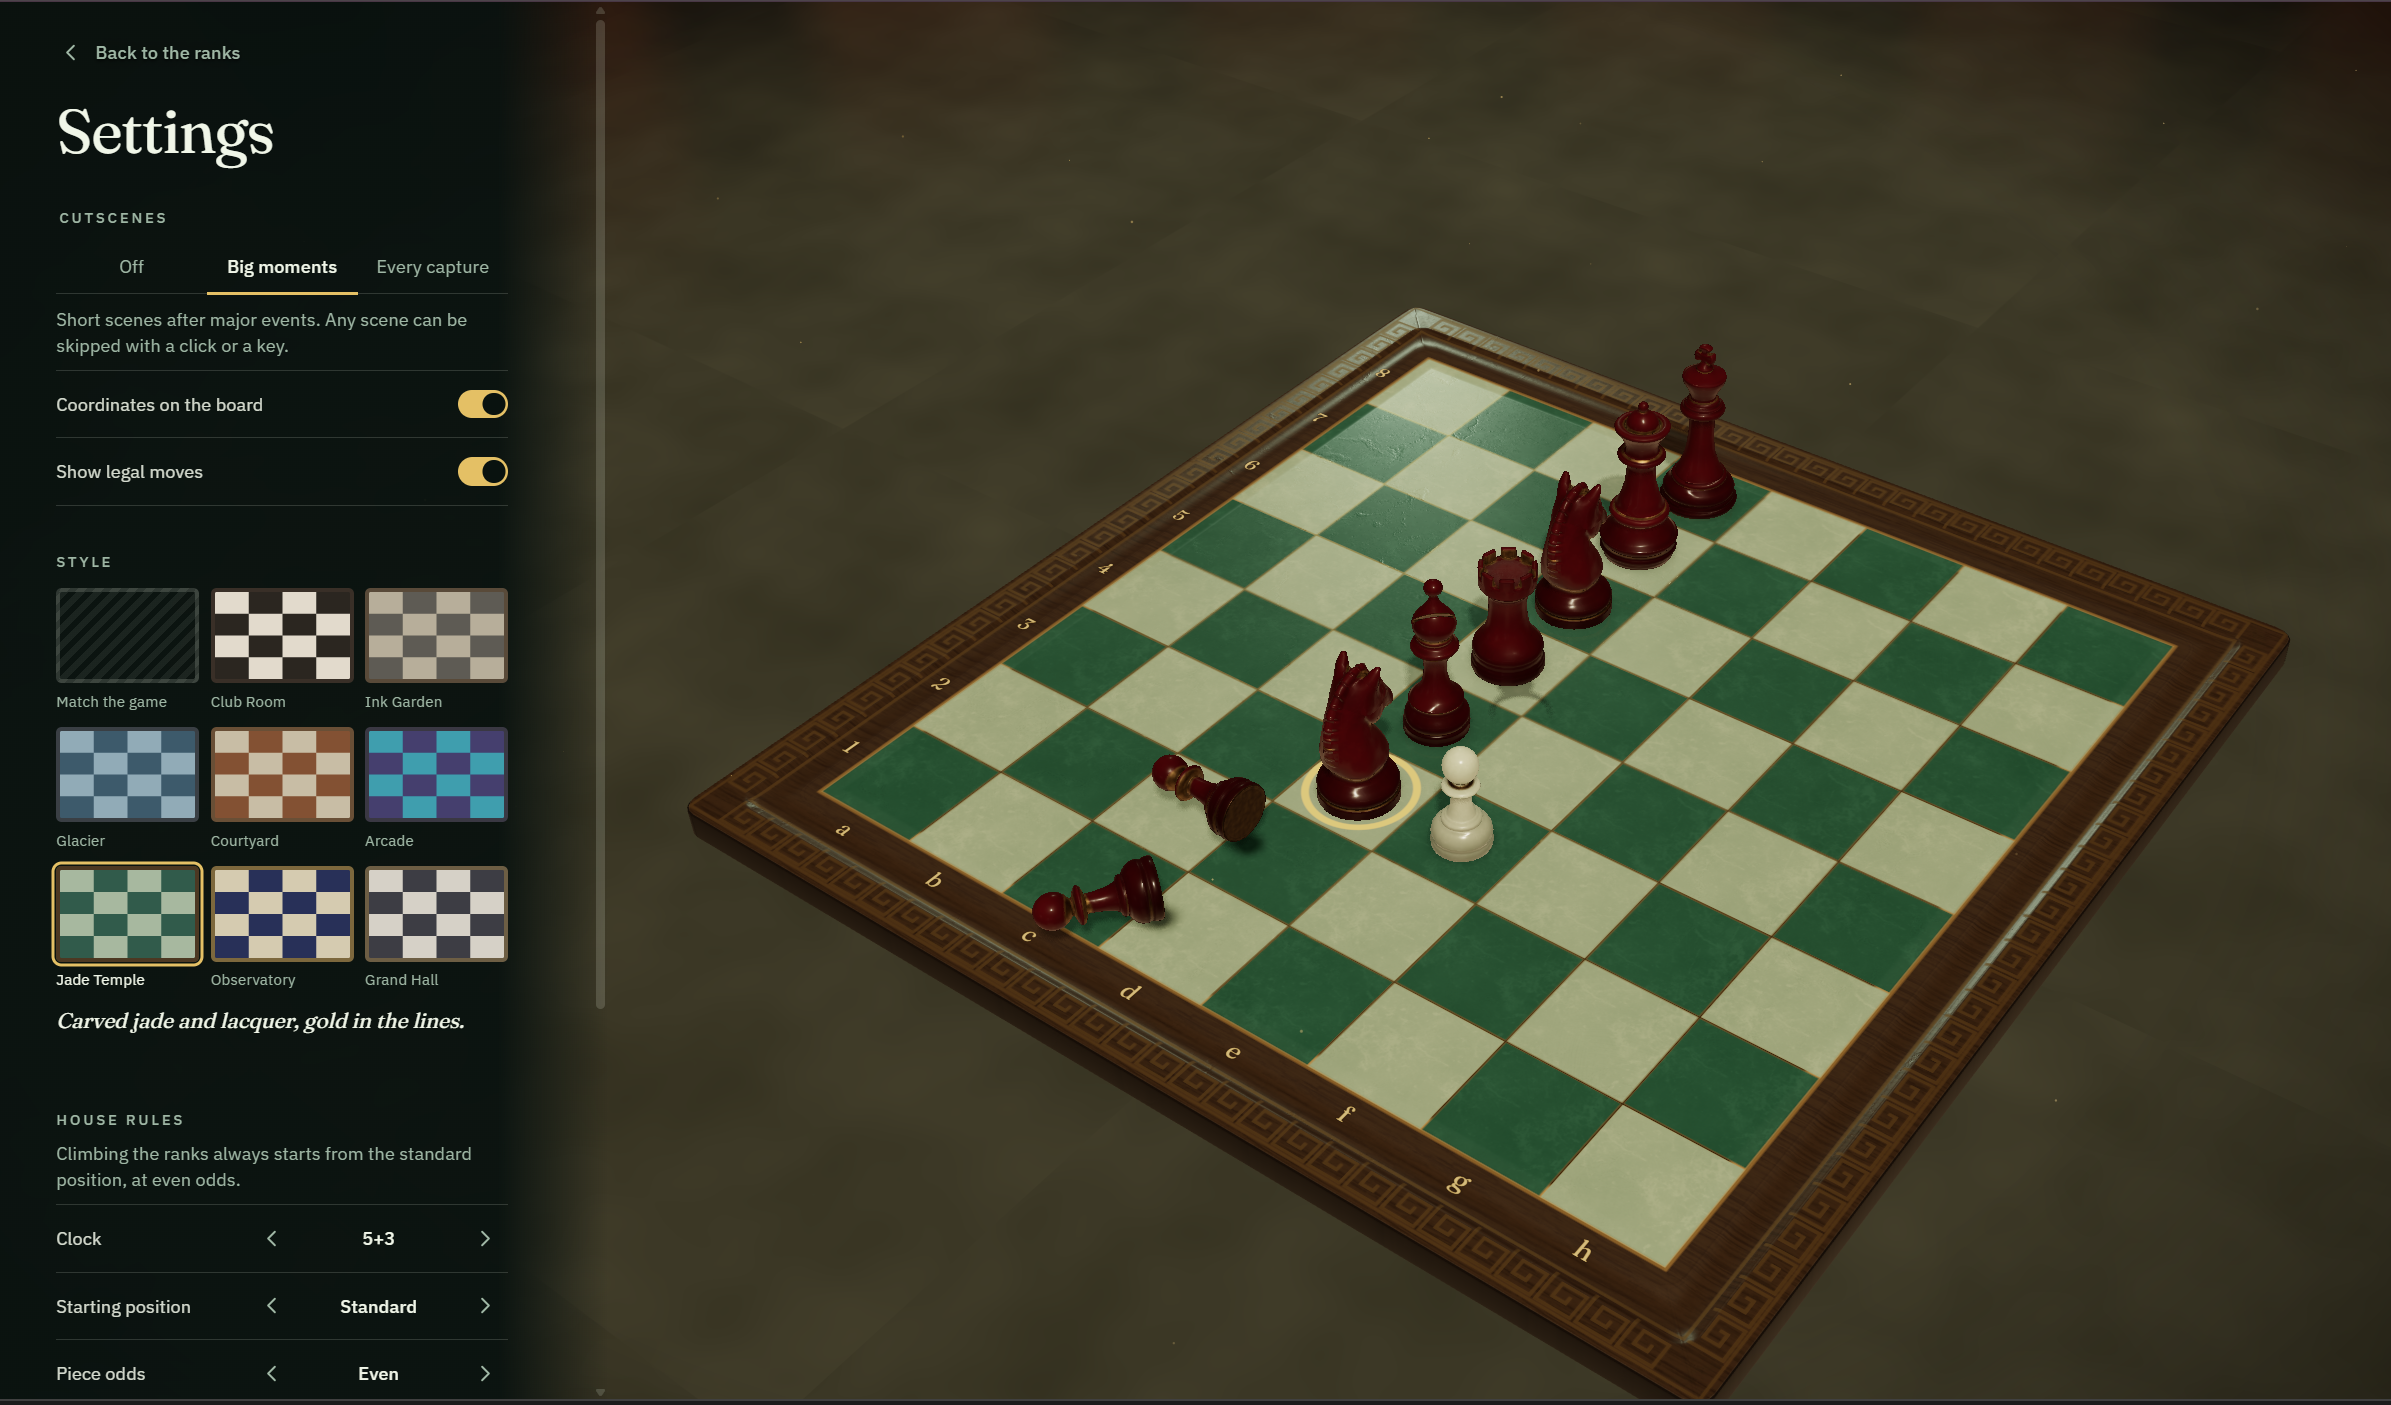 Back to the ranks
Settings
CUTSCENES
Off
Big moments
Every capture
Short scenes after major events. Any scene can be
skipped with a click or a key.
Coordinates on the board
Show legal moves
STYLE
Match the game
Club Room
Ink Garden
Glacier
Courtyard
Arcade
Jade Temple
Observatory
Grand Hall
Carved jade and lacquer, gold in the lines.
HOUSE RULES
Climbing the ranks always starts from the standard
position, at even odds.
Clock
5+3
Starting position
Standard
Piece odds
Even
8
7
6
5
4
3
2
1
a
b
c
d
e
f
g
h